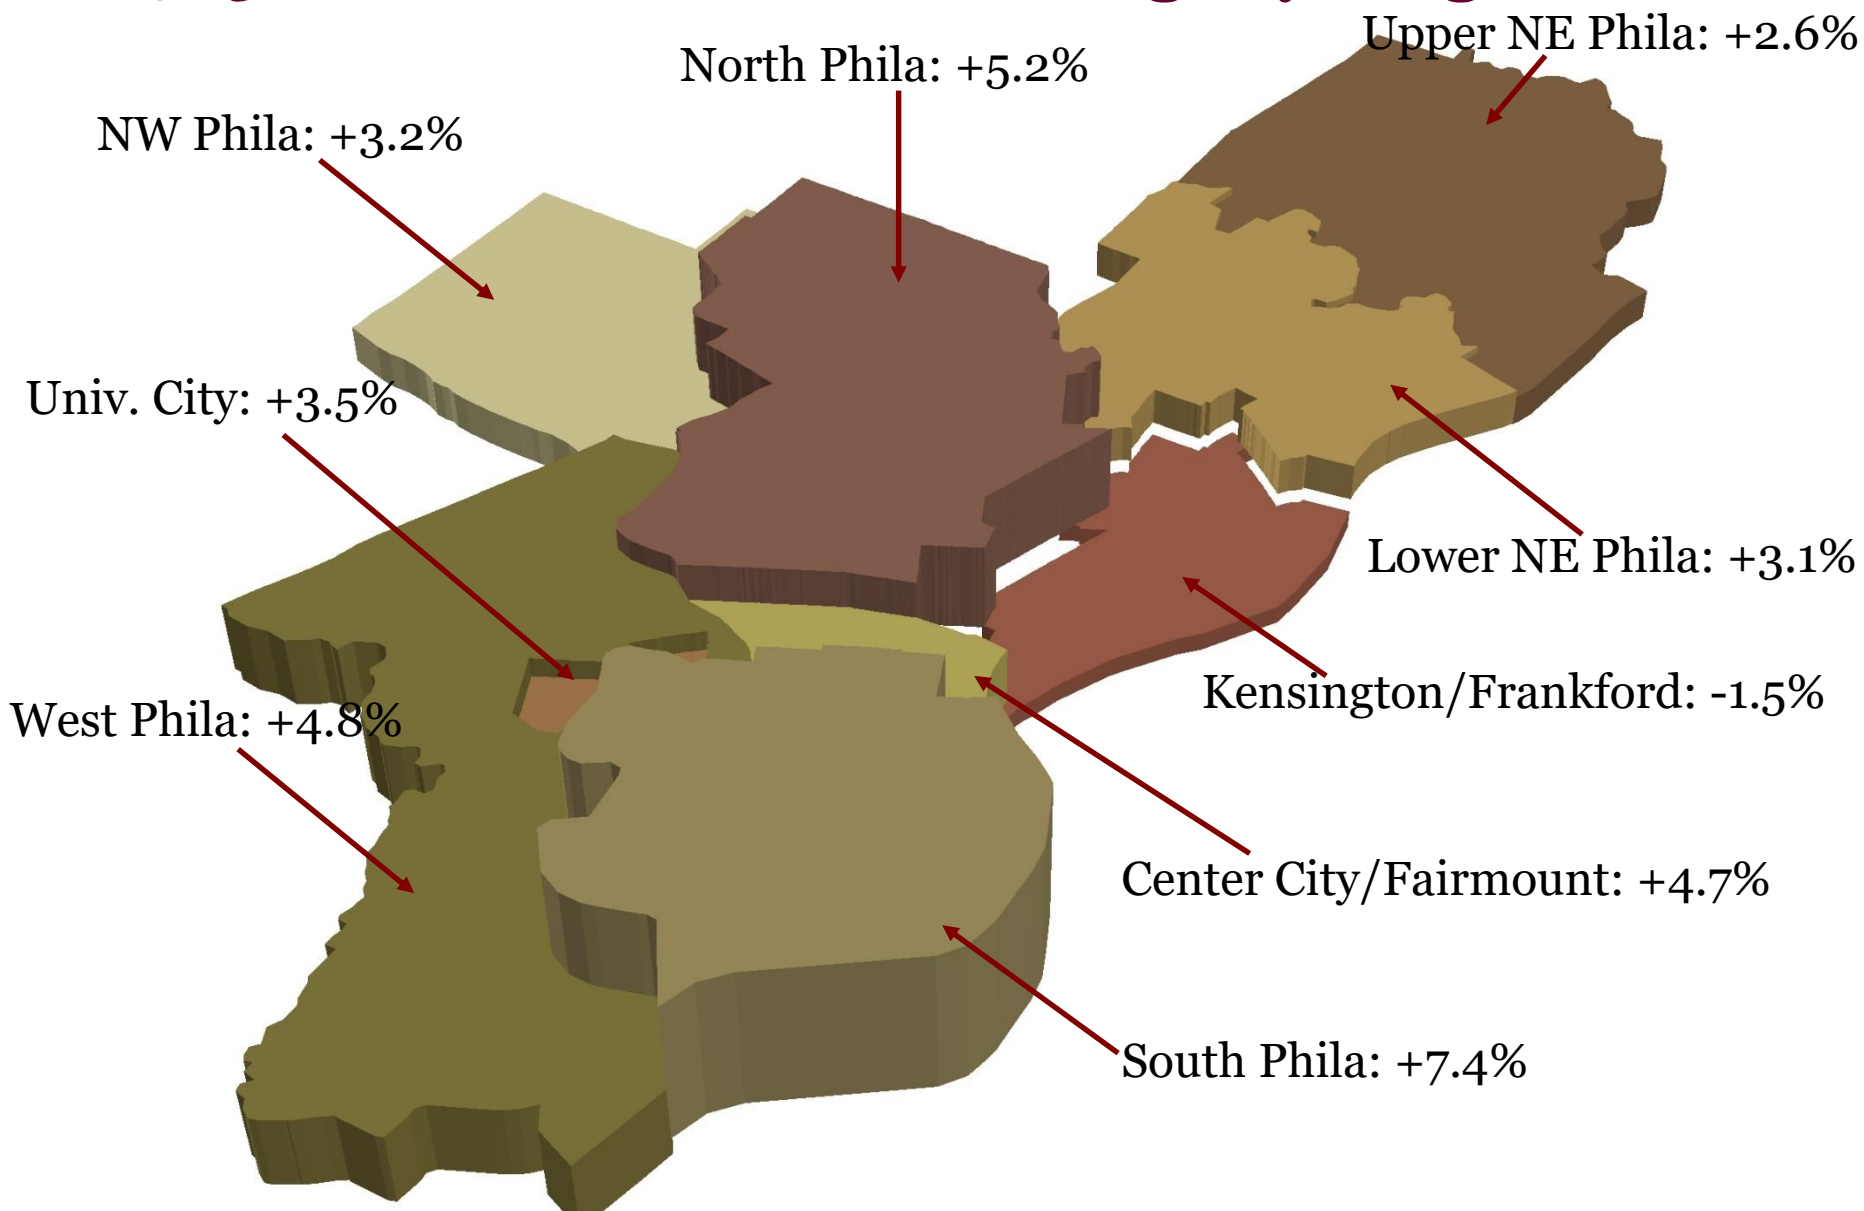 Upper NE Phila: +2.6%
North Phila: +5.2%
NW Phila: +3.2%
Univ. City: +3.5%
Lower NE Phila: +3.1%
Kensington/Frankford: -1.5%
West Phila: +4.8%
Center City/Fairmount: +4.7%
South Phila: +7.4%